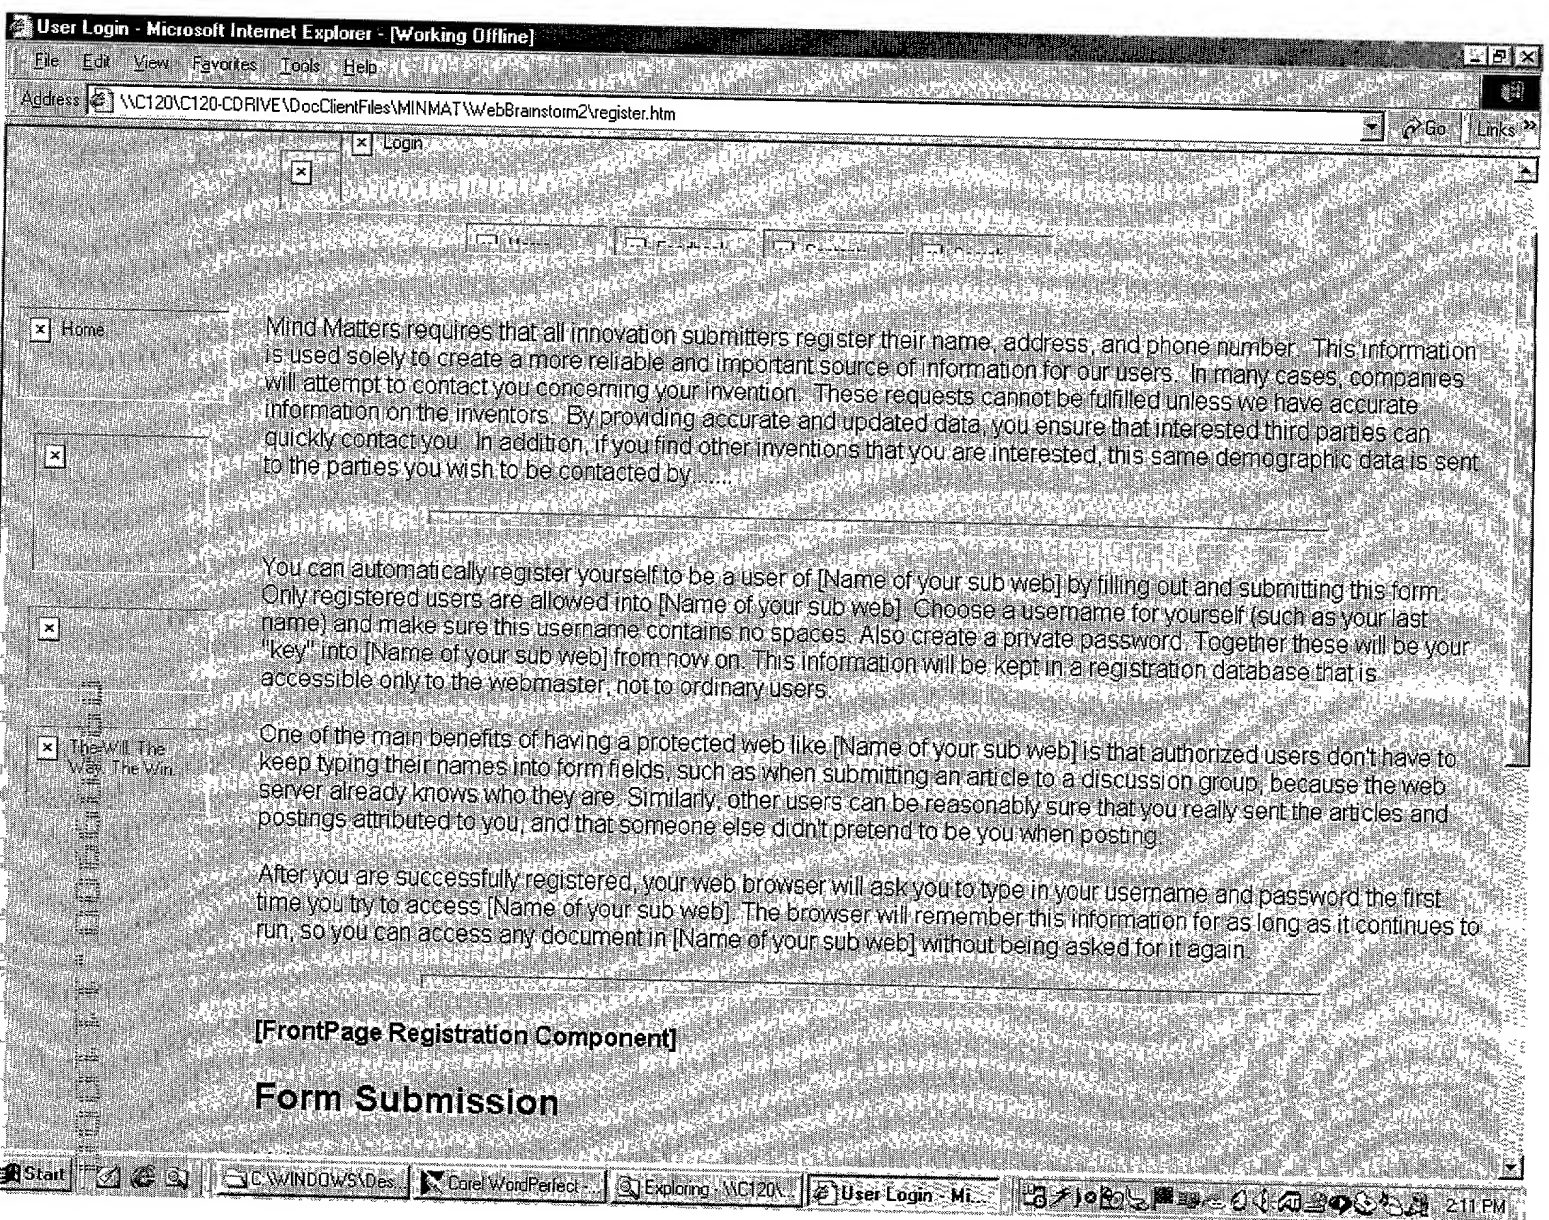 User Login - Microsoft Internet Explorer - [Working Offline]
File Edit View Favorites Tools Help
Address \\C120\C120-CDRIVE\DocClientFiles\MINMAT\WebBrainstorm2\register.htm Go Links »
Login
Home
Mind Matters requires that all innovation submitters register their name, address, and phone number. This information
is used solely to create a more reliable and important source of information for our users. In many cases, companies
will attempt to contact you concerning your invention. These requests cannot be fulfilled unless we have accurate
information on the inventors. By providing accurate and updated data, you ensure that interested third parties can
quickly contact you. In addition, if you find other inventions that you are interested, this same demographic data is sent
to the parties you wish to be contacted by.......
You can automatically register yourself to be a user of [Name of your sub web] by filling out and submitting this form.
Only registered users are allowed into [Name of your sub web]. Choose a username for yourself (such as your last
name) and make sure this username contains no spaces. Also create a private password. Together these will be your
"key" into [Name of your sub web] from now on. This information will be kept in a registration database that is
accessible only to the webmaster, not to ordinary users.
The Will. The
Way. The Win.
One of the main benefits of having a protected web like [Name of your sub web] is that authorized users don't have to
keep typing their names into form fields, such as when submitting an article to a discussion group, because the web
server already knows who they are. Similarly, other users can be reasonably sure that you really sent the articles and
postings attributed to you, and that someone else didn't pretend to be you when posting.
After you are successfully registered, your web browser will ask you to type in your username and password the first
time you try to access [Name of your sub web]. The browser will remember this information for as long as it continues to
run, so you can access any document in [Name of your sub web] without being asked for it again.
[FrontPage Registration Component]
Form Submission
Start C:\WINDOWS\Des... Corel WordPerfect - ... Exploring - \\C120\... User Login - Mi... 2:11 PM